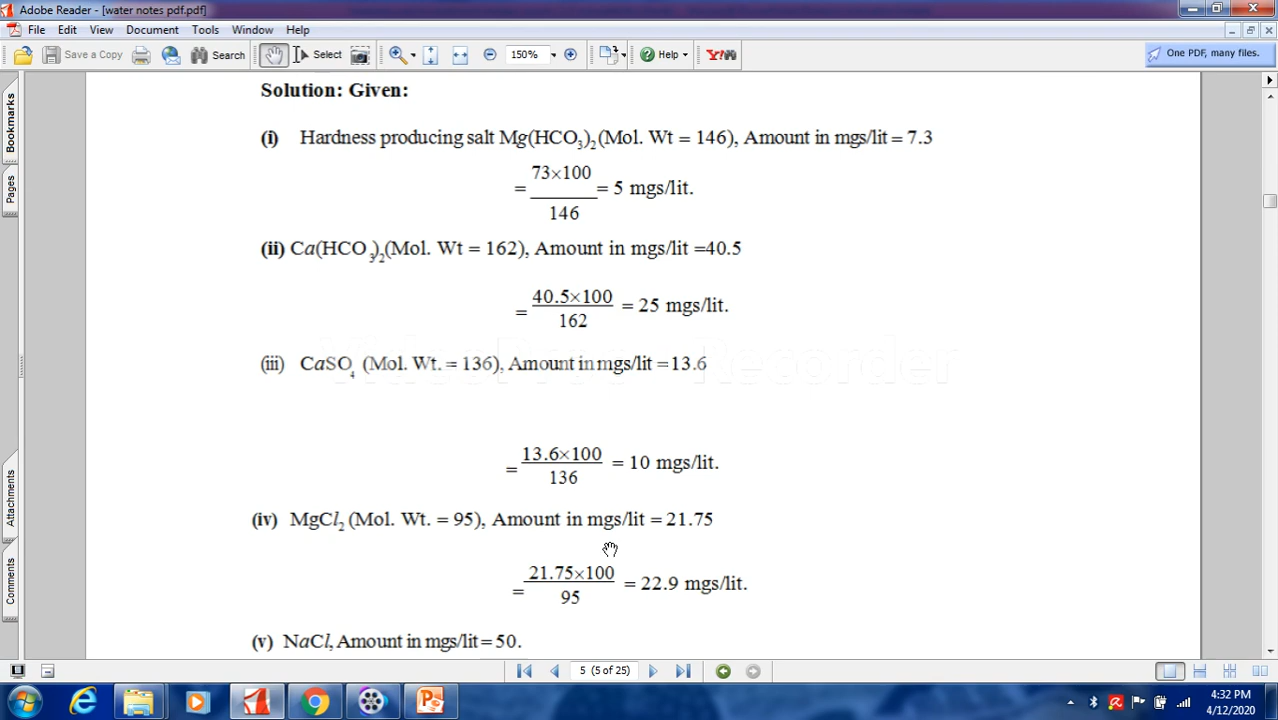 Adobe Reader - [water notes pdf.pdf]
File Edit View Document Tools Window Help
Save a Copy Search Select 150% Help Y! One PDF, many files.
Bookmarks
Pages
Attachments
Comments
Solution: Given:
(i) Hardness producing salt Mg(HCO3)2 (Mol. Wt = 146), Amount in mgs/lit = 7.3
= 73×100 / 146 = 5 mgs/lit.
(ii) Ca(HCO3)2(Mol. Wt = 162), Amount in mgs/lit =40.5
= 40.5×100 / 162 = 25 mgs/lit.
(iii) CaSO4 (Mol. Wt. = 136), Amount in mgs/lit =13.6
Recorder
= 13.6×100 / 136 = 10 mgs/lit.
(iv) MgCl2 (Mol. Wt. = 95), Amount in mgs/lit = 21.75
= 21.75×100 / 95 = 22.9 mgs/lit.
(v) NaCl, Amount in mgs/lit = 50.
5 (5 of 25)
4:32 PM
4/12/2020